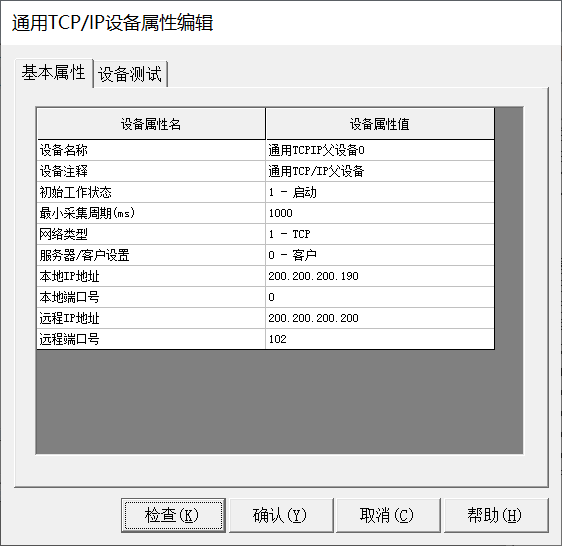 通用TCP/IP设备属性编辑
基本属性 设备测试
设备属性名 设备属性值
设备名称 通用TCPIP父设备0
设备注释 通用TCP/IP父设备
初始工作状态 1 - 启动
最小采集周期(ms) 1000
网络类型 1 - TCP
服务器/客户设置 0 - 客户
本地IP地址 200.200.200.190
本地端口号 0
远程IP地址 200.200.200.200
远程端口号 102
检查(K) 确认(Y) 取消(C) 帮助(H)